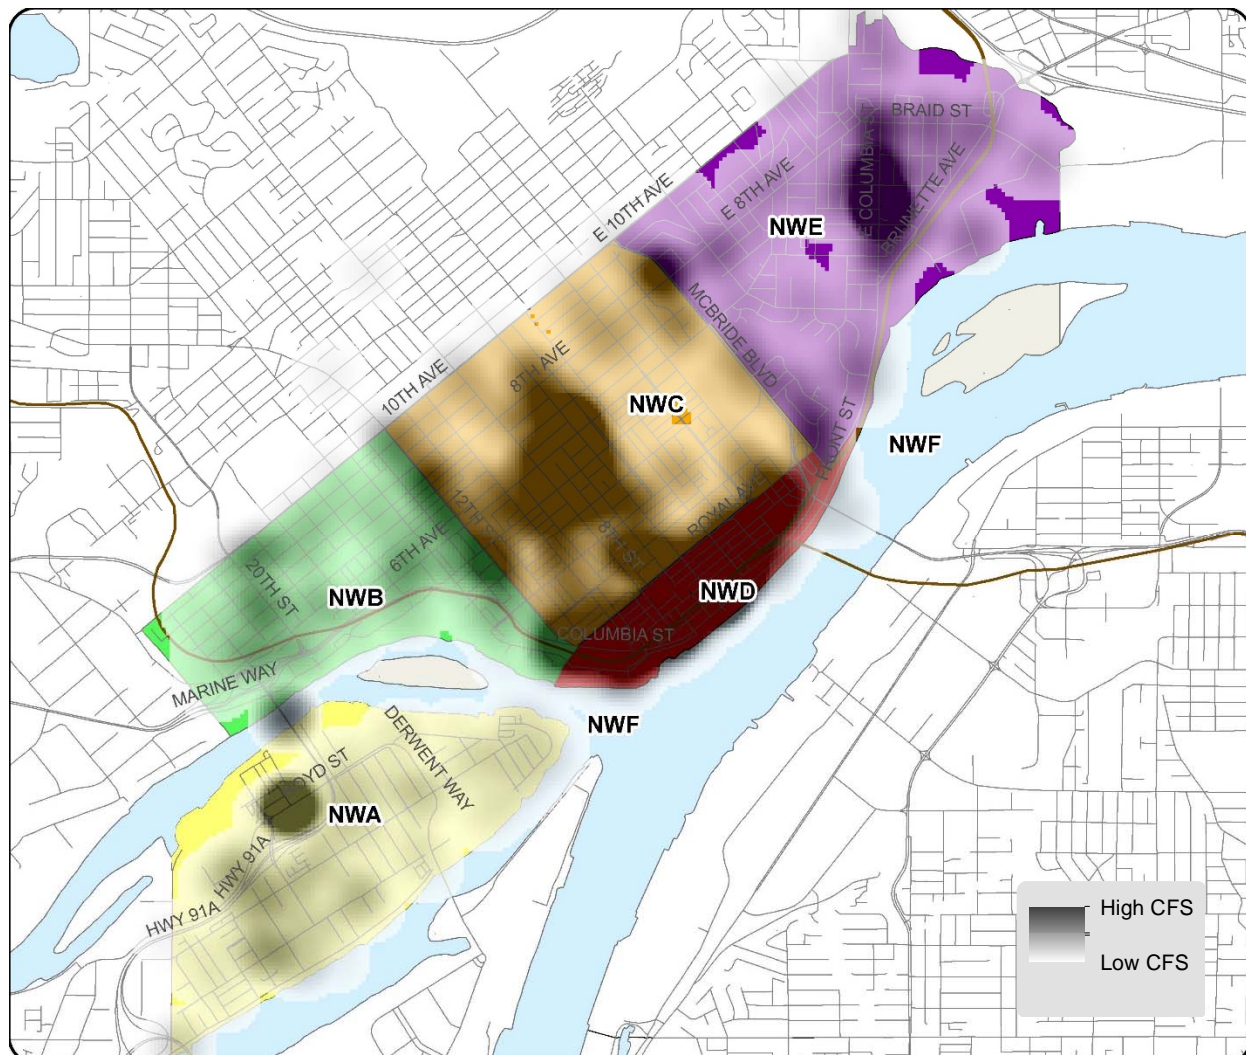 BRAID ST
E COLUMBIA ST
BRUNETTE AVE
E 8TH AVE
E 10TH AVE
NWE
MCBRIDE BLVD
8TH AVE
10TH AVE
NWC
FRONT ST
NWF
ROYAL AVE
12TH ST
8TH ST
6TH AVE
20TH ST
NWB
NWD
COLUMBIA ST
MARINE WAY
NWF
DERWENT WAY
BOYD ST
NWA
HWY 91A
HWY 91A
High CFS
Low CFS